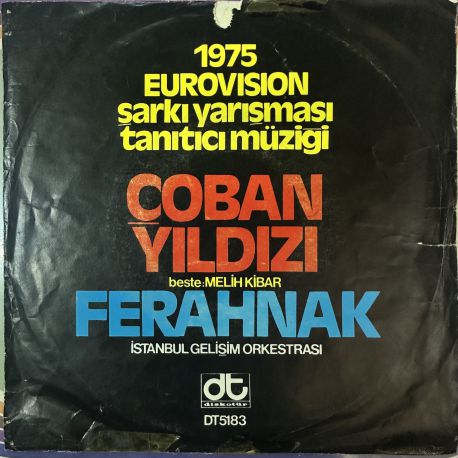 1975
EUROVISION
şarkı yarışması
tanıtıcı müziği
ÇOBAN
YILDIZI
beste: MELİH KİBAR
FERAHNAK
İSTANBUL GELİŞİM ORKESTRASI
dt
diskotür
DT5183